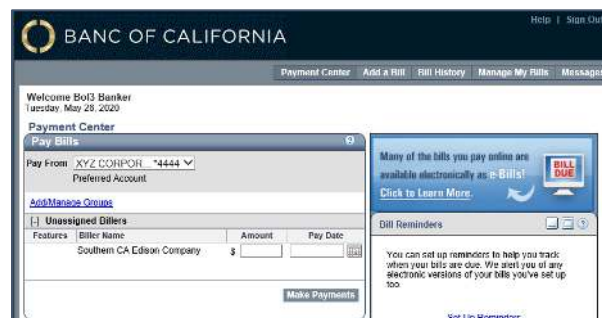 Help | Sign Out
BANC OF CALIFORNIA
Payment Center Add a Bill Bill History Manage My Bills Messages
Welcome Bol3 Banker
Tuesday, May 28, 2020
Payment Center
Pay Bills ?
Pay From XYZ CORPOR... *4444
Preferred Account
Add/Manage Groups
[-] Unassigned Billers
Features Biller Name Amount Pay Date
Southern CA Edison Company $
Make Payments
Many of the bills you pay online are
available electronically as e-Bills!
Click to Learn More.
BILL
DUE
Bill Reminders ?
You can set up reminders to help you track
when your bills are due. We alert you of any
electronic versions of your bills you've set up
too.
Set Up Reminders